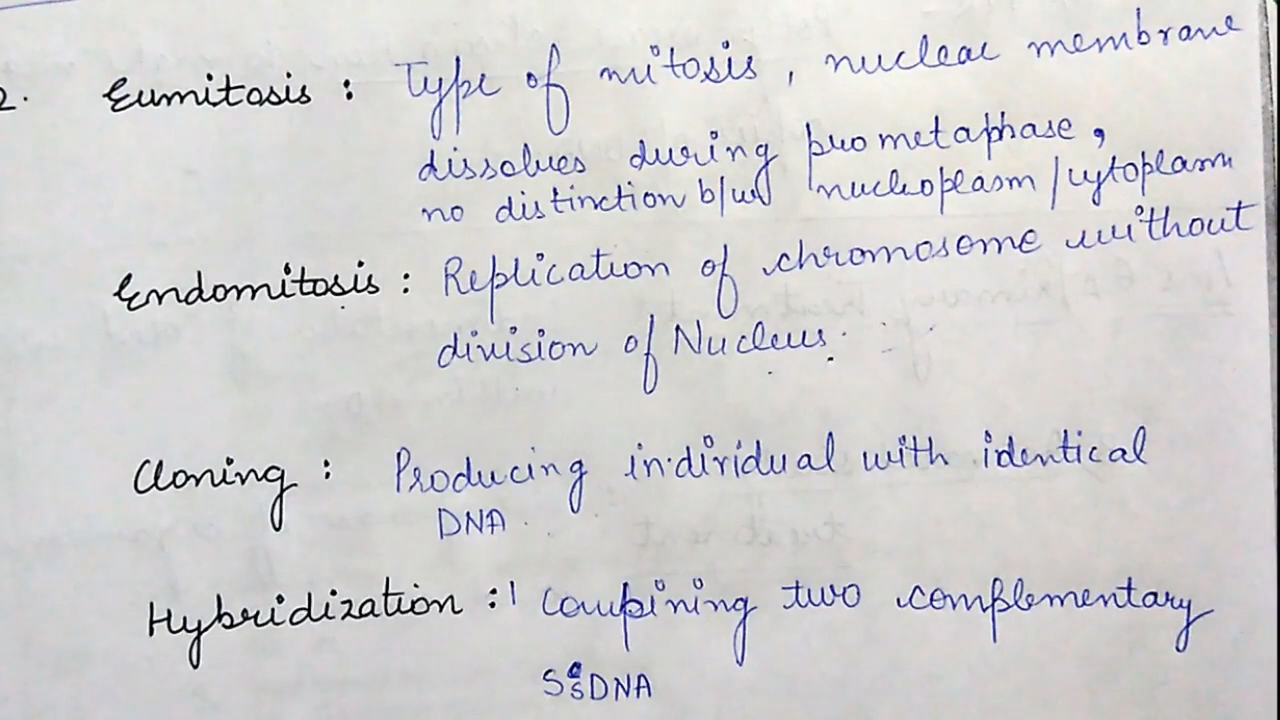 2. Eumitosis : Type of mitosis, nuclear membrane
dissolves during prometaphase,
no distinction b/w nucleoplasm/cytoplasm
Endomitosis : Replication of chromosome without
division of Nucleus.
Cloning : Producing individual with identical
DNA.
Hybridization : Combining two complementary
SsDNA